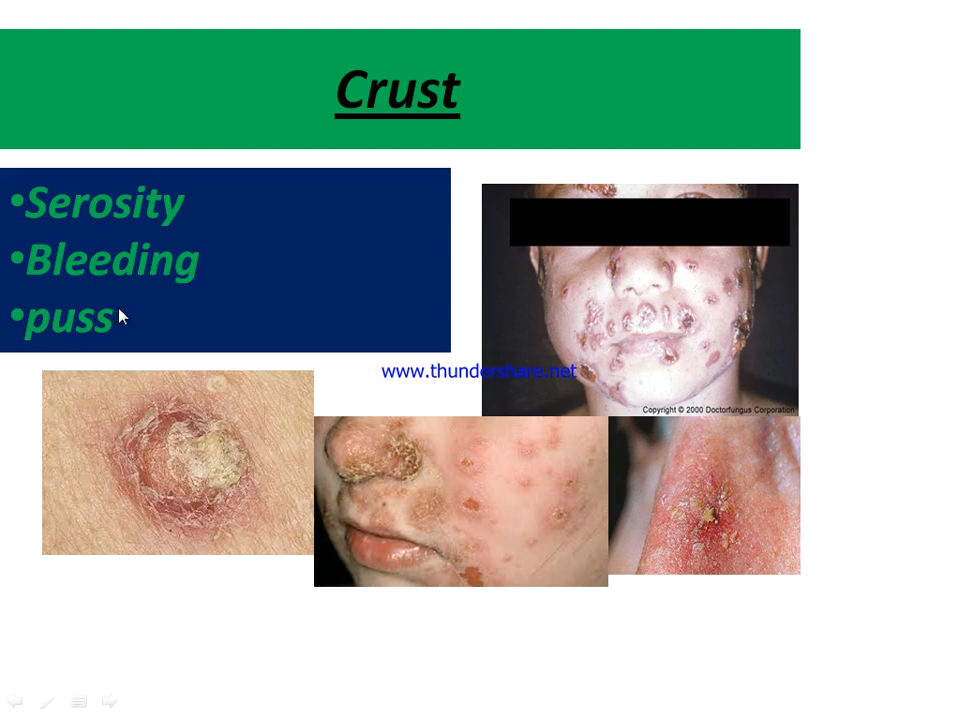 Crust
•Serosity
•Bleeding
•puss
www.thundershare.net
Copyright © 2000 Doctorfungus Corporation